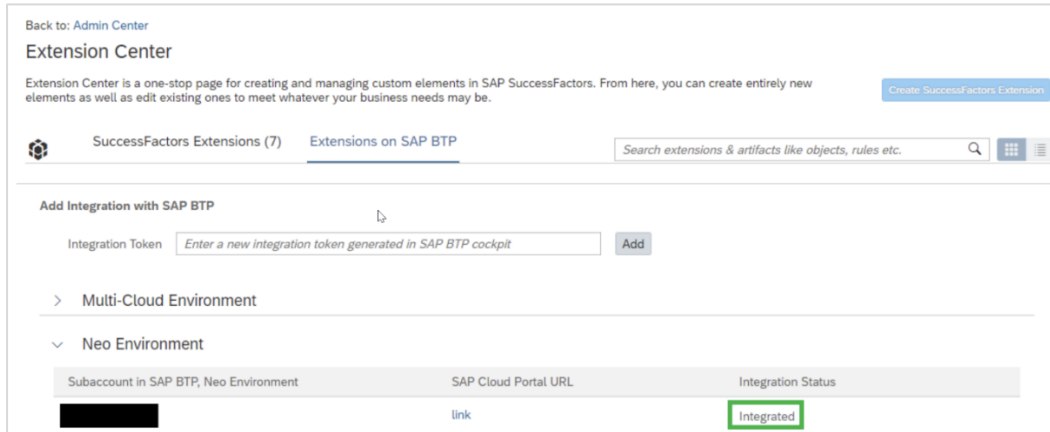 Back to: Admin Center
Extension Center
Extension Center is a one-stop page for creating and managing custom elements in SAP SuccessFactors. From here, you can create entirely new
elements as well as edit existing ones to meet whatever your business needs may be.
Create SuccessFactors Extension
SuccessFactors Extensions (7) Extensions on SAP BTP
Search extensions & artifacts like objects, rules etc.
Add Integration with SAP BTP
Integration Token Enter a new integration token generated in SAP BTP cockpit Add
Multi-Cloud Environment
Neo Environment
Subaccount in SAP BTP, Neo Environment SAP Cloud Portal URL Integration Status
link Integrated